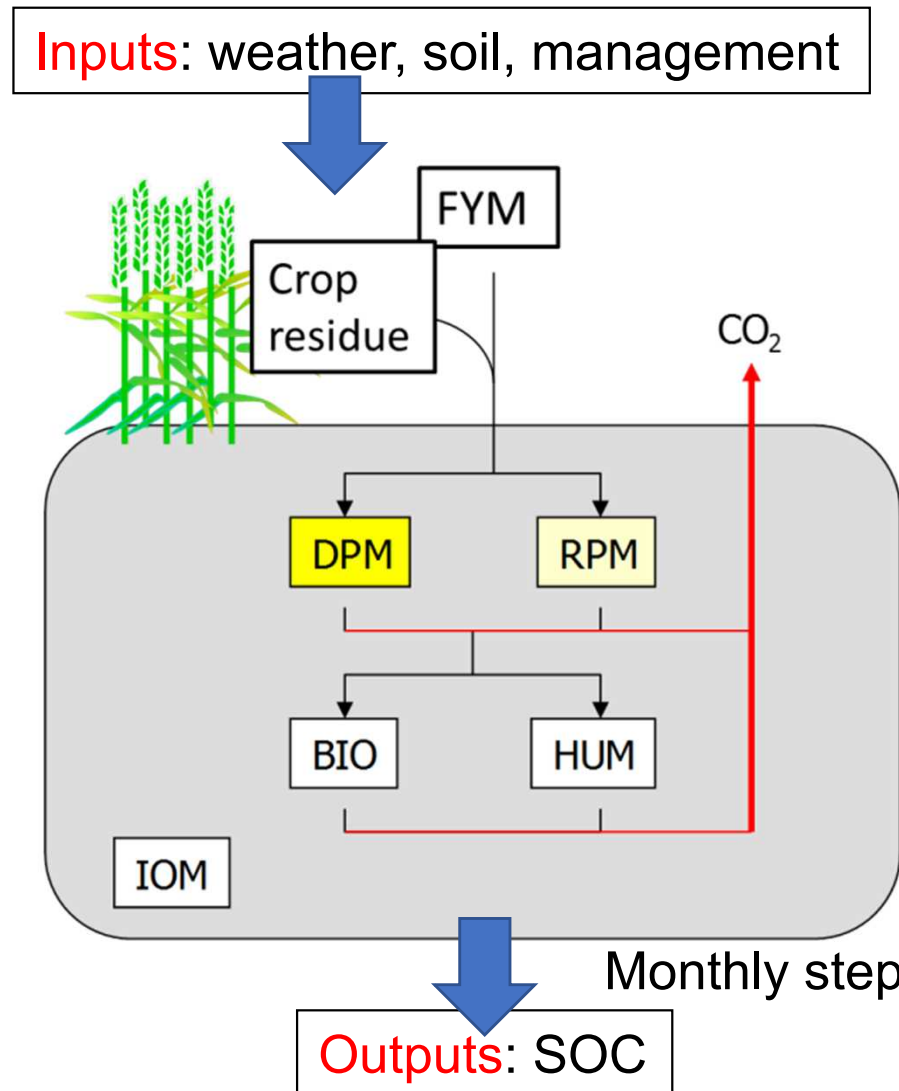 Inputs: weather, soil, management
FYM
Crop
residue
CO₂
DPM
RPM
BIO
HUM
IOM
Monthly step
Outputs: SOC